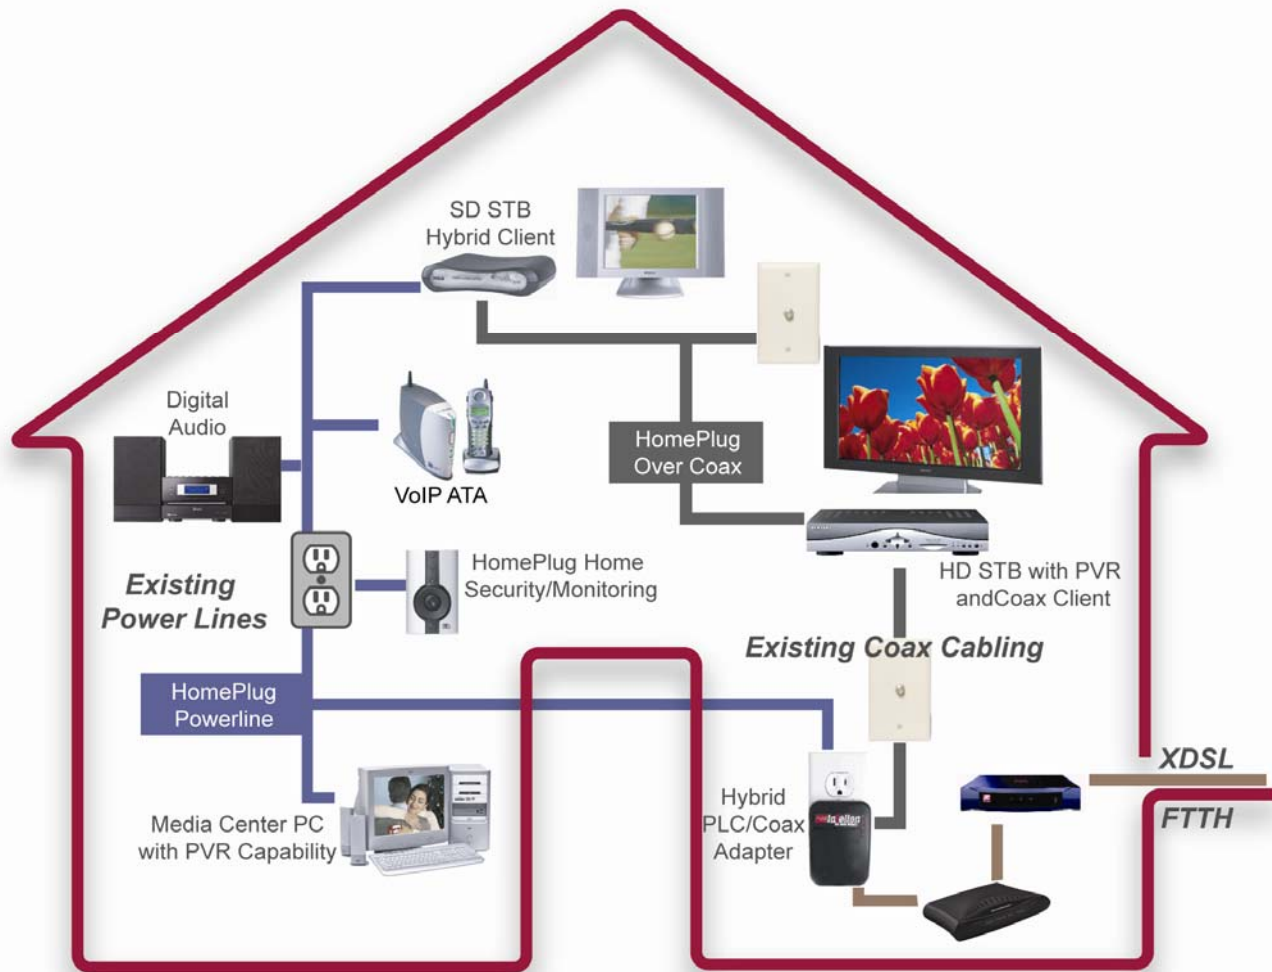 SD STB
Hybrid Client
Digital
Audio
VoIP ATA
HomePlug
Over Coax
HomePlug Home
Security/Monitoring
HD STB with PVR
andCoax Client
Existing
Power Lines
Existing Coax Cabling
HomePlug
Powerline
XDSL
FTTH
Hybrid
PLC/Coax
Adapter
Media Center PC
with PVR Capability